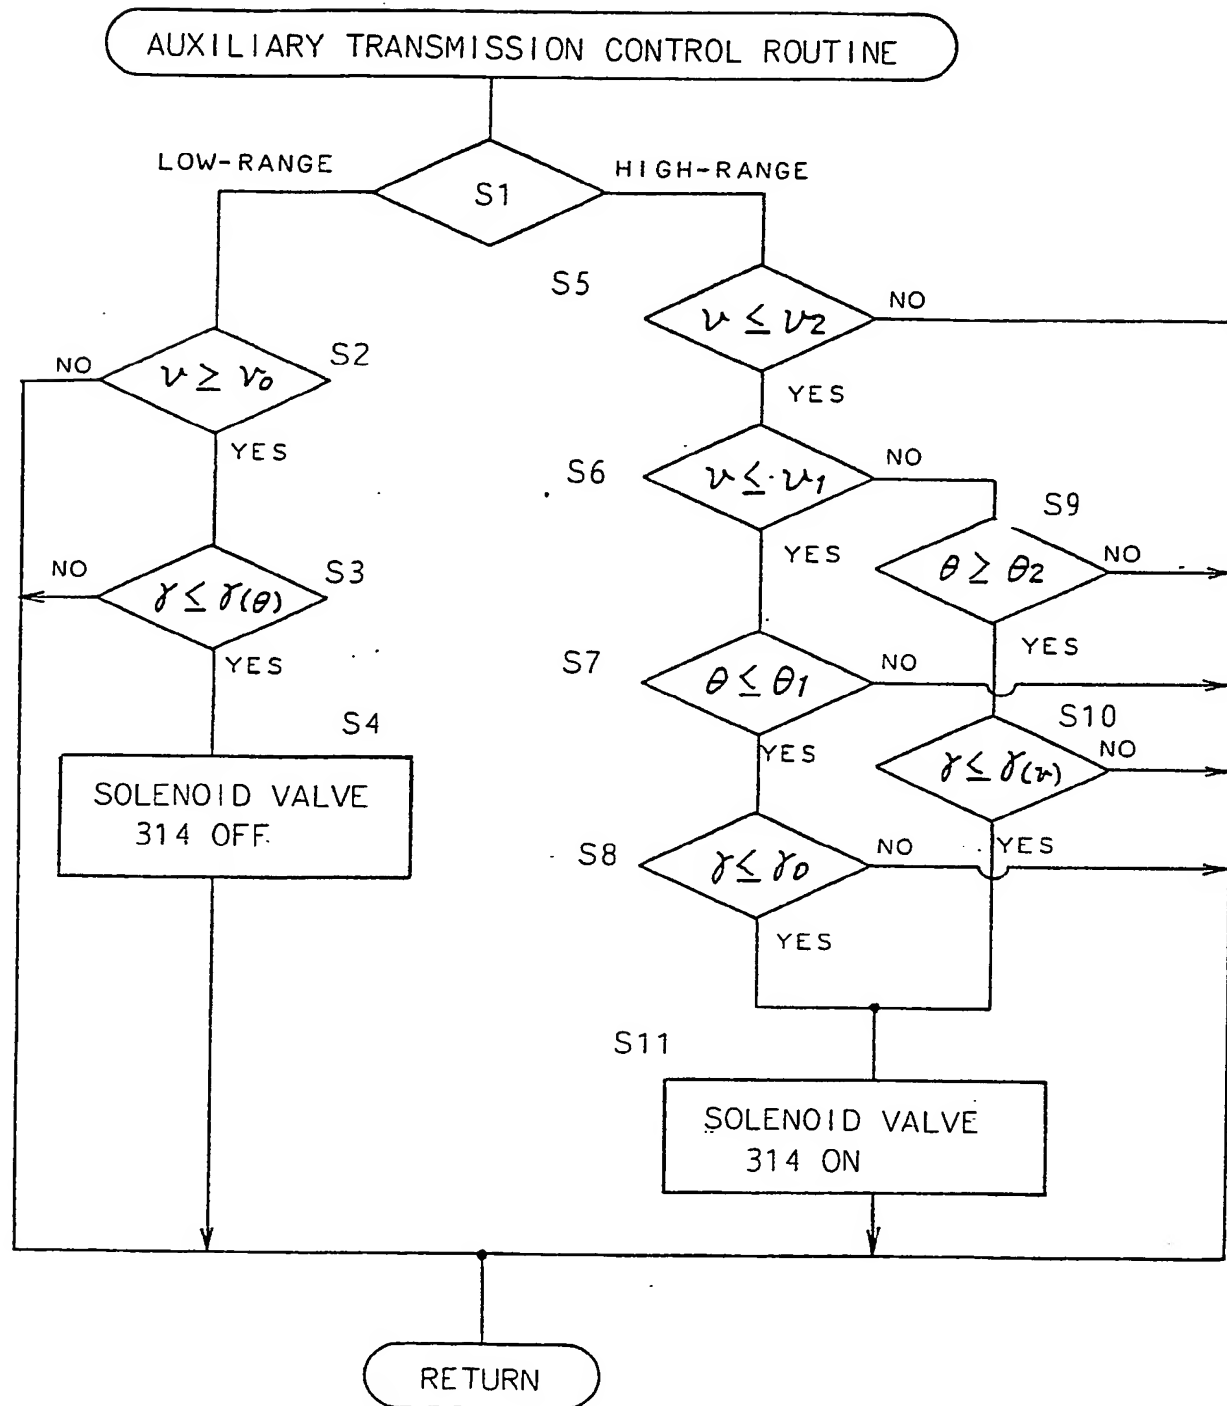 AUXILIARY TRANSMISSION CONTROL ROUTINE
LOW-RANGE
S1
HIGH-RANGE
S5
ν ≤ ν2
NO
YES
NO
ν ≥ ν0
S2
YES
S6
ν ≤ ν1
NO
YES
S9
θ ≥ θ2
NO
YES
NO
γ ≤ γ(θ)
S3
YES
S7
θ ≤ θ1
NO
YES
S10
γ ≤ γ(ν)
NO
YES
S4
SOLENOID VALVE
314 OFF
S8
γ ≤ γ0
NO
YES
S11
SOLENOID VALVE
314 ON
RETURN